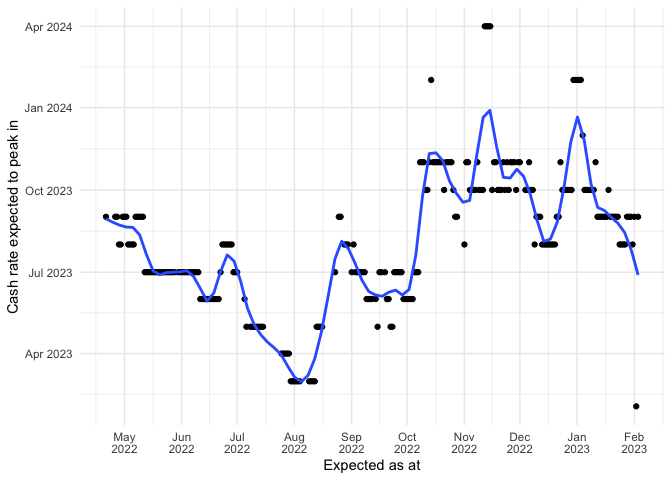 Apr 2024
Jan 2024
Oct 2023
Jul 2023
Apr 2023
Cash rate expected to peak in
May Jun Jul Aug Sep Oct Nov Dec Jan Feb
2022 2022 2022 2022 2022 2022 2022 2022 2023 2023
Expected as at